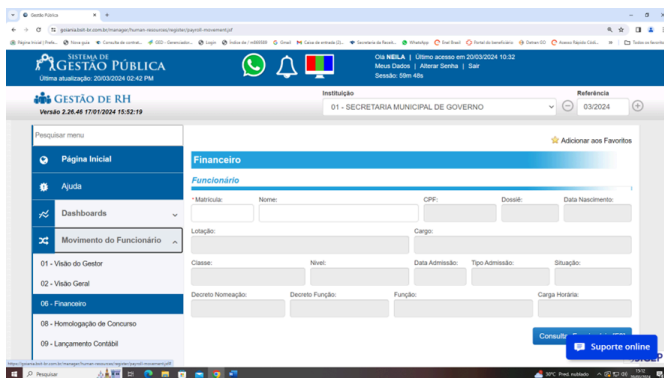 Gestão Pública
goiania.bsit-br.com.br/manager/human-resources/register/payroll-movement.jsf
SISTEMA DE
GESTÃO PÚBLICA
Última atualização: 20/03/2024 02:42 PM
Olá NEILA | Último acesso em 20/03/2024 10:32
Meus Dados | Alterar Senha | Sair
Sessão: 59m 48s
GESTÃO DE RH
Versão 2.26.46 17/01/2024 15:52:19
Instituição
01 - SECRETARIA MUNICIPAL DE GOVERNO
Referência
03/2024
Pesquisar menu
Adicionar aos Favoritos
Página Inicial
Ajuda
Dashboards
Movimento do Funcionário
01 - Visão do Gestor
02 - Visão Geral
06 - Financeiro
08 - Homologação de Concurso
09 - Lançamento Contábil
Financeiro
Funcionário
*Matrícula: Nome: CPF: Dossiê: Data Nascimento:
Lotação: Cargo:
Classe: Nível: Data Admissão: Tipo Admissão: Situação:
Decreto Nomeação: Decreto Função: Função: Carga Horária:
Suporte online
Pesquisar